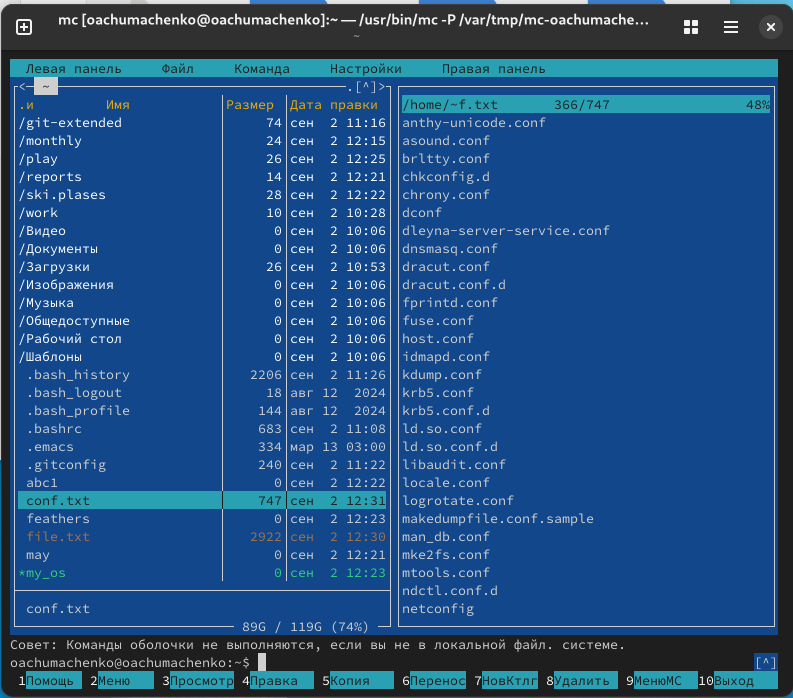 mc [oachumachenko@oachumachenko]:~ — /usr/bin/mc -P /var/tmp/mc-oachumache…
~
Левая панель Файл Команда Настройки Правая панель
<- ~ .[^]>
.и Имя Размер Дата правки
/git-extended 74 сен 2 11:16
/monthly 24 сен 2 12:15
/play 26 сен 2 12:25
/reports 14 сен 2 12:21
/ski.plases 28 сен 2 12:22
/work 10 сен 2 10:28
/Видео 0 сен 2 10:06
/Документы 0 сен 2 10:06
/Загрузки 26 сен 2 10:53
/Изображения 0 сен 2 10:06
/Музыка 0 сен 2 10:06
/Общедоступные 0 сен 2 10:06
/Рабочий стол 0 сен 2 10:06
/Шаблоны 0 сен 2 10:06
.bash_history 2206 сен 2 11:26
.bash_logout 18 авг 12 2024
.bash_profile 144 авг 12 2024
.bashrc 683 сен 2 11:08
.emacs 334 мар 13 03:00
.gitconfig 240 сен 2 11:22
abc1 0 сен 2 12:22
conf.txt 747 сен 2 12:31
feathers 0 сен 2 12:23
file.txt 2922 сен 2 12:30
may 0 сен 2 12:21
*my_os 0 сен 2 12:23
conf.txt
89G / 119G (74%)
/home/~f.txt 366/747 48%
anthy-unicode.conf
asound.conf
brltty.conf
chkconfig.d
chrony.conf
dconf
dleyna-server-service.conf
dnsmasq.conf
dracut.conf
dracut.conf.d
fprintd.conf
fuse.conf
host.conf
idmapd.conf
kdump.conf
krb5.conf
krb5.conf.d
ld.so.conf
ld.so.conf.d
libaudit.conf
locale.conf
logrotate.conf
makedumpfile.conf.sample
man_db.conf
mke2fs.conf
mtools.conf
ndctl.conf.d
netconfig
Совет: Команды оболочки не выполняются, если вы не в локальной файл. системе.
oachumachenko@oachumachenko:~$ [^]
1Помощь 2Меню 3Просмотр 4Правка 5Копия 6Перенос 7НовКтлг 8Удалить 9МенюМС 10Выход